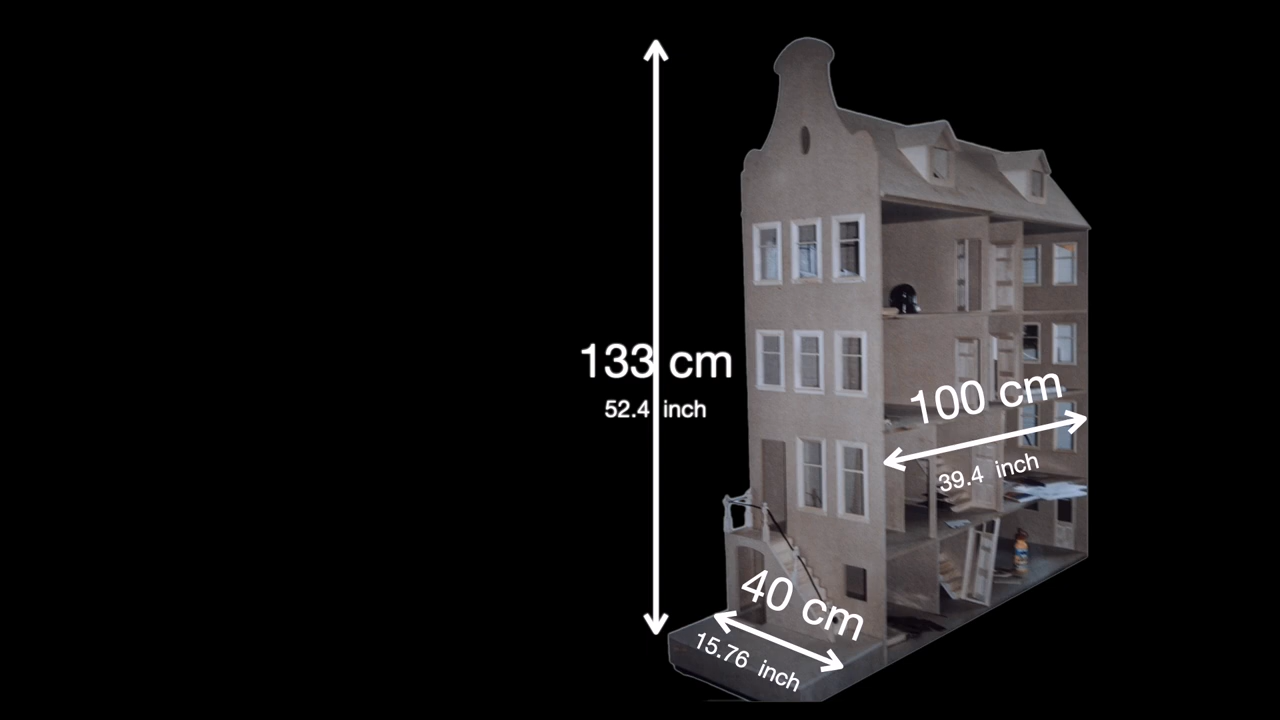 133 cm
52.4 inch
100 cm
39.4 inch
40 cm
15.76 inch